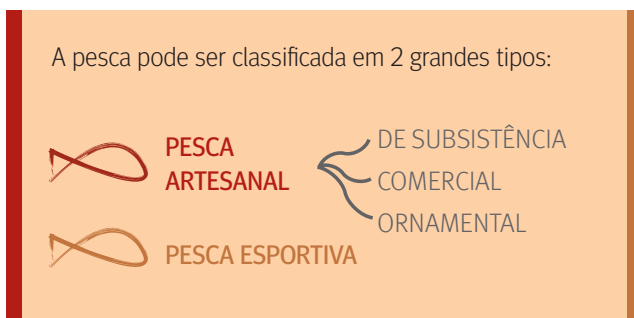 A pesca pode ser classificada em 2 grandes tipos:
PESCA
ARTESANAL
DE SUBSISTÊNCIA
COMERCIAL
ORNAMENTAL
PESCA ESPORTIVA